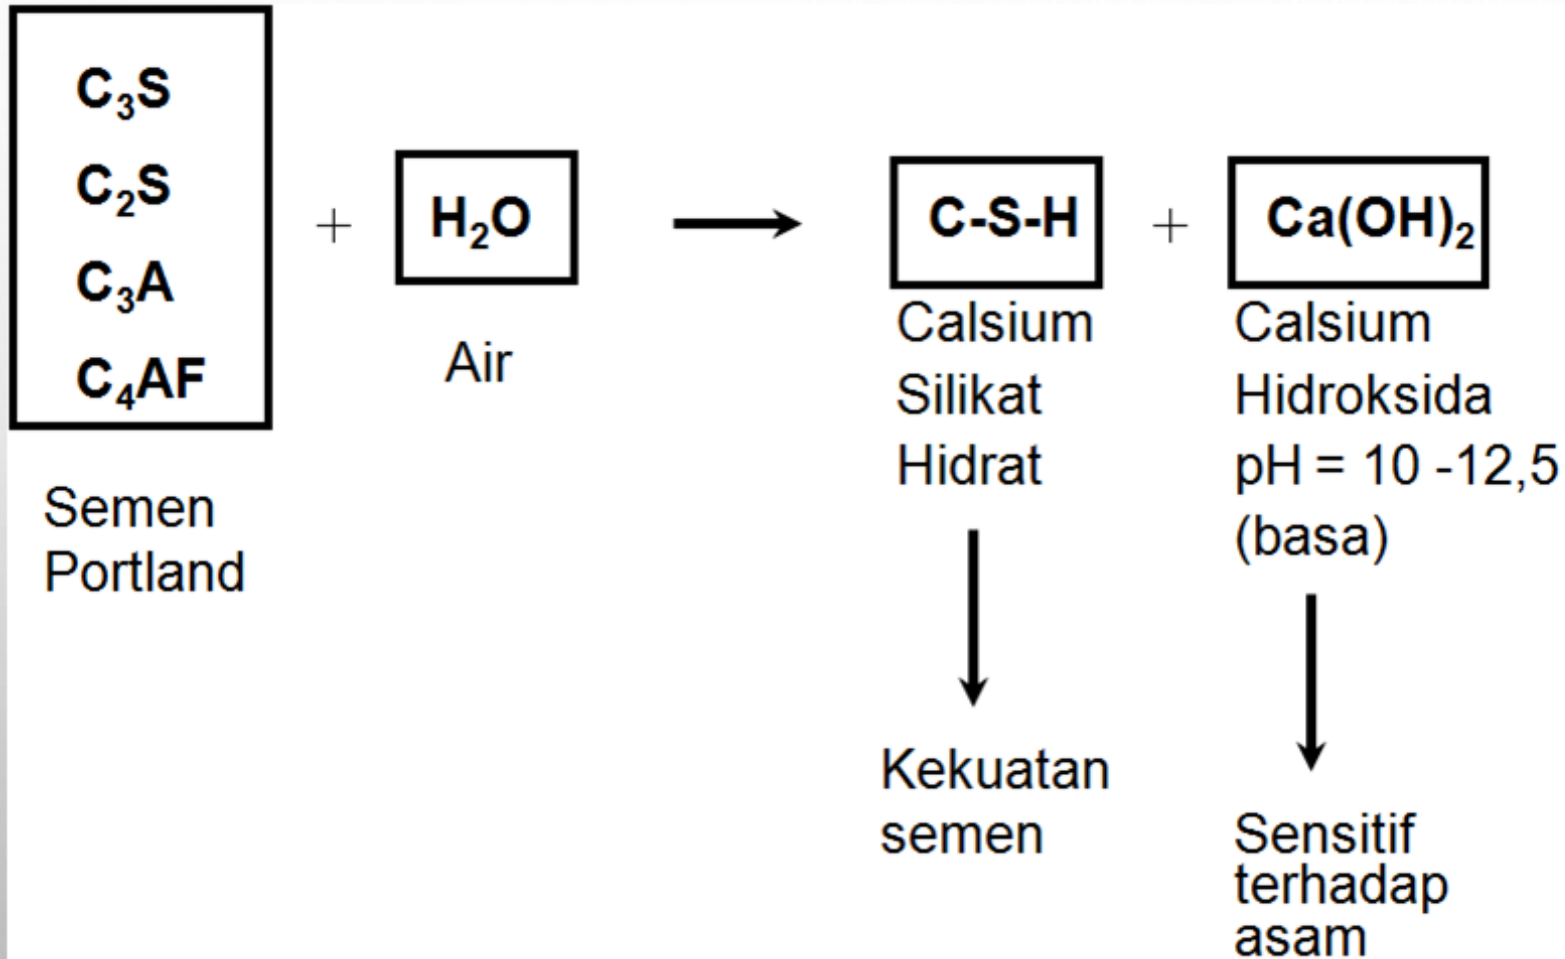 C₃S
C₂S
C₃A
C₄AF
Semen
Portland
+
H₂O
Air
C-S-H
Calsium
Silikat
Hidrat
Kekuatan
semen
+
Ca(OH)₂
Calsium
Hidroksida
pH = 10 -12,5
(basa)
Sensitif
terhadap
asam